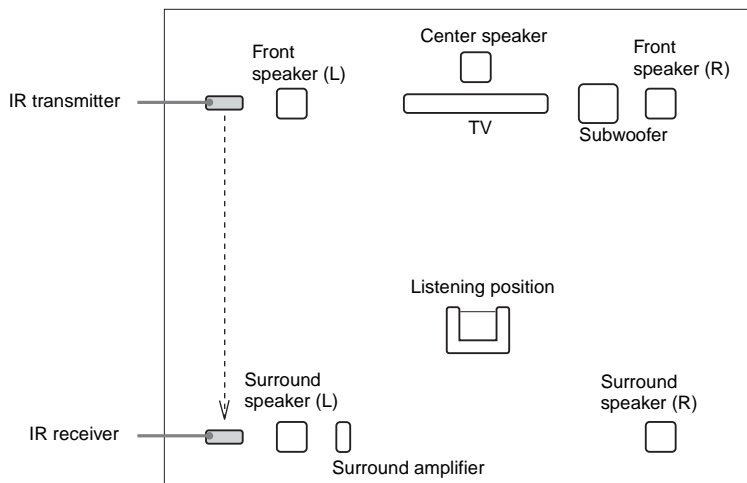 Center speaker
Front
speaker (L)
Front
speaker (R)
IR transmitter
TV
Subwoofer
Listening position
Surround
speaker (L)
Surround
speaker (R)
IR receiver
Surround amplifier